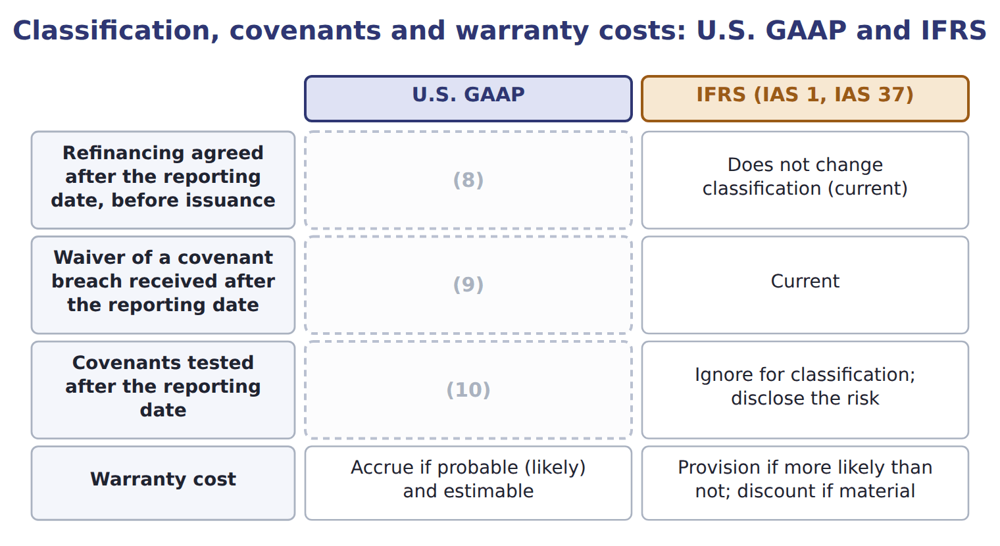 Classification, covenants and warranty costs: U.S. GAAP and IFRS
U.S. GAAP
IFRS (IAS 1, IAS 37)
Refinancing agreed
after the reporting
date, before issuance
(8)
Does not change
classification (current)
Waiver of a covenant
breach received after
the reporting date
(9)
Current
Covenants tested
after the reporting
date
(10)
Ignore for classification;
disclose the risk
Warranty cost
Accrue if probable (likely)
and estimable
Provision if more likely than
not; discount if material